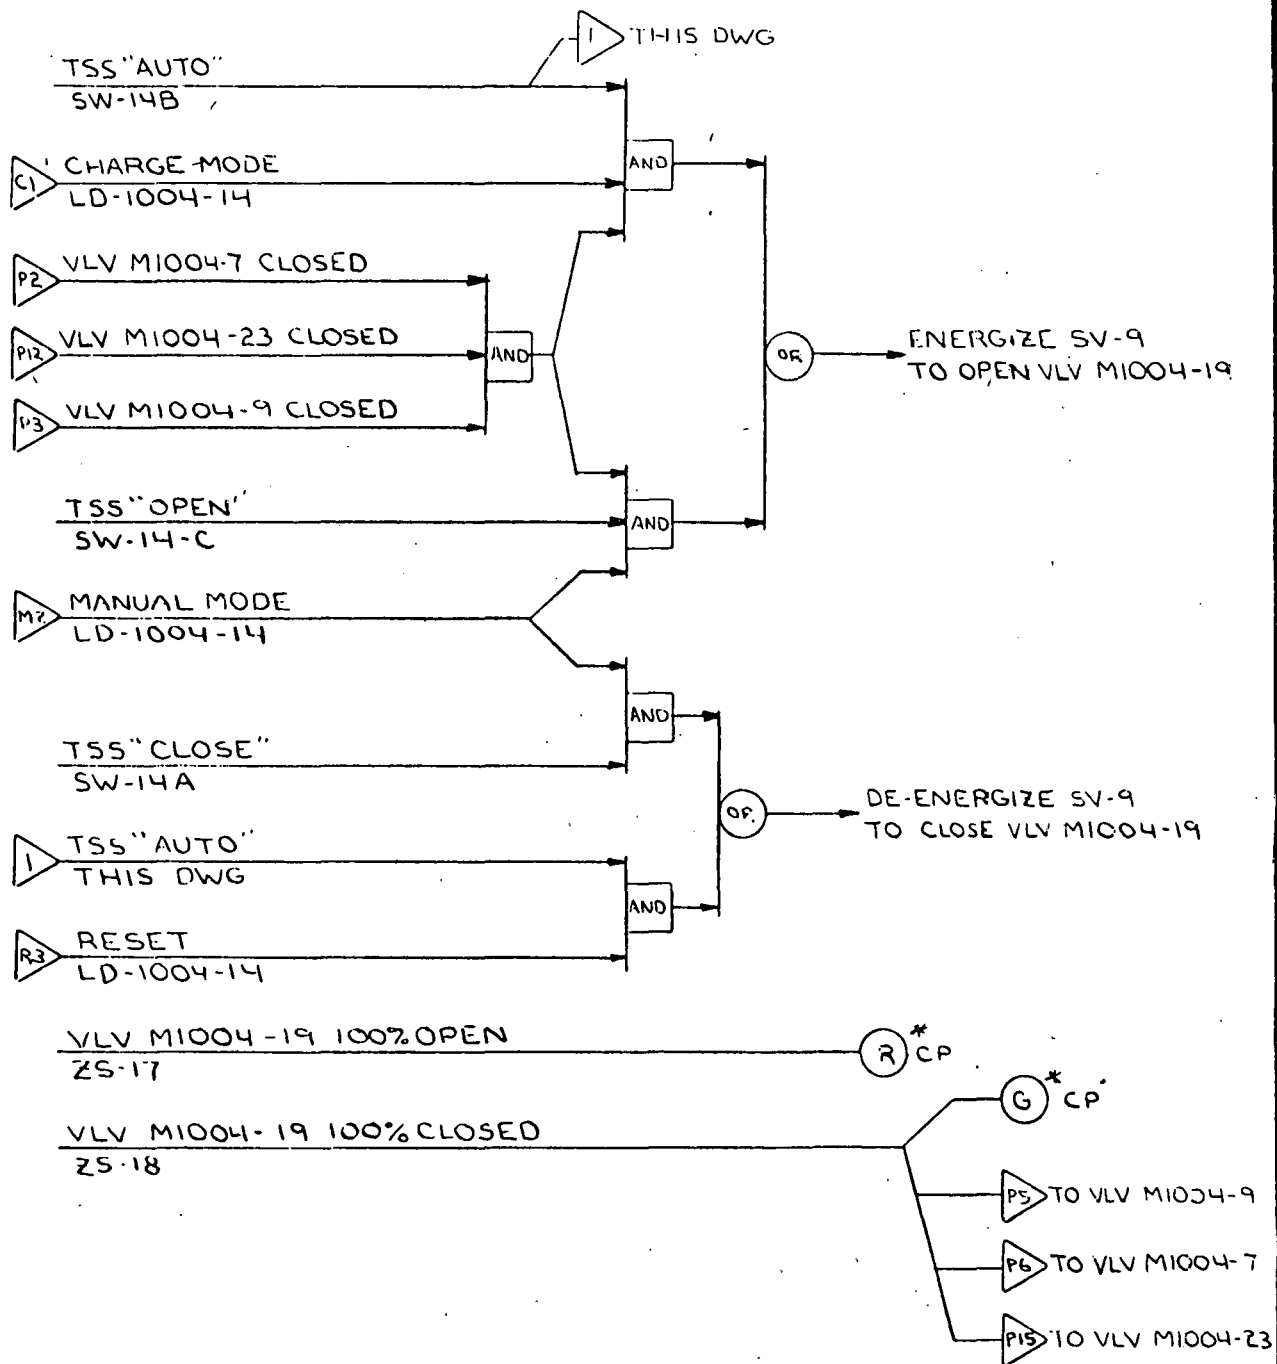 1 THIS DWG
TSS "AUTO"
SW-14B
AND
C1 CHARGE MODE
LD-1004-14
P2 VLV M1004-7 CLOSED
P12 VLV M1004-23 CLOSED
AND
OR
ENERGIZE SV-9
TO OPEN VLV M1004-19
P3 VLV M1004-9 CLOSED
TSS "OPEN"
SW-14-C
AND
MANUAL MODE
LD-1004-14
AND
TSS "CLOSE"
SW-14A
OR
DE-ENERGIZE SV-9
TO CLOSE VLV M1004-19
1 TSS "AUTO"
THIS DWG
AND
R3 RESET
LD-1004-14
VLV M1004-19 100% OPEN
ZS-17
R * CP
G * CP
VLV M1004-19 100% CLOSED
ZS-18
P5 TO VLV M1004-9
P6 TO VLV M1004-7
P15 TO VLV M1004-23